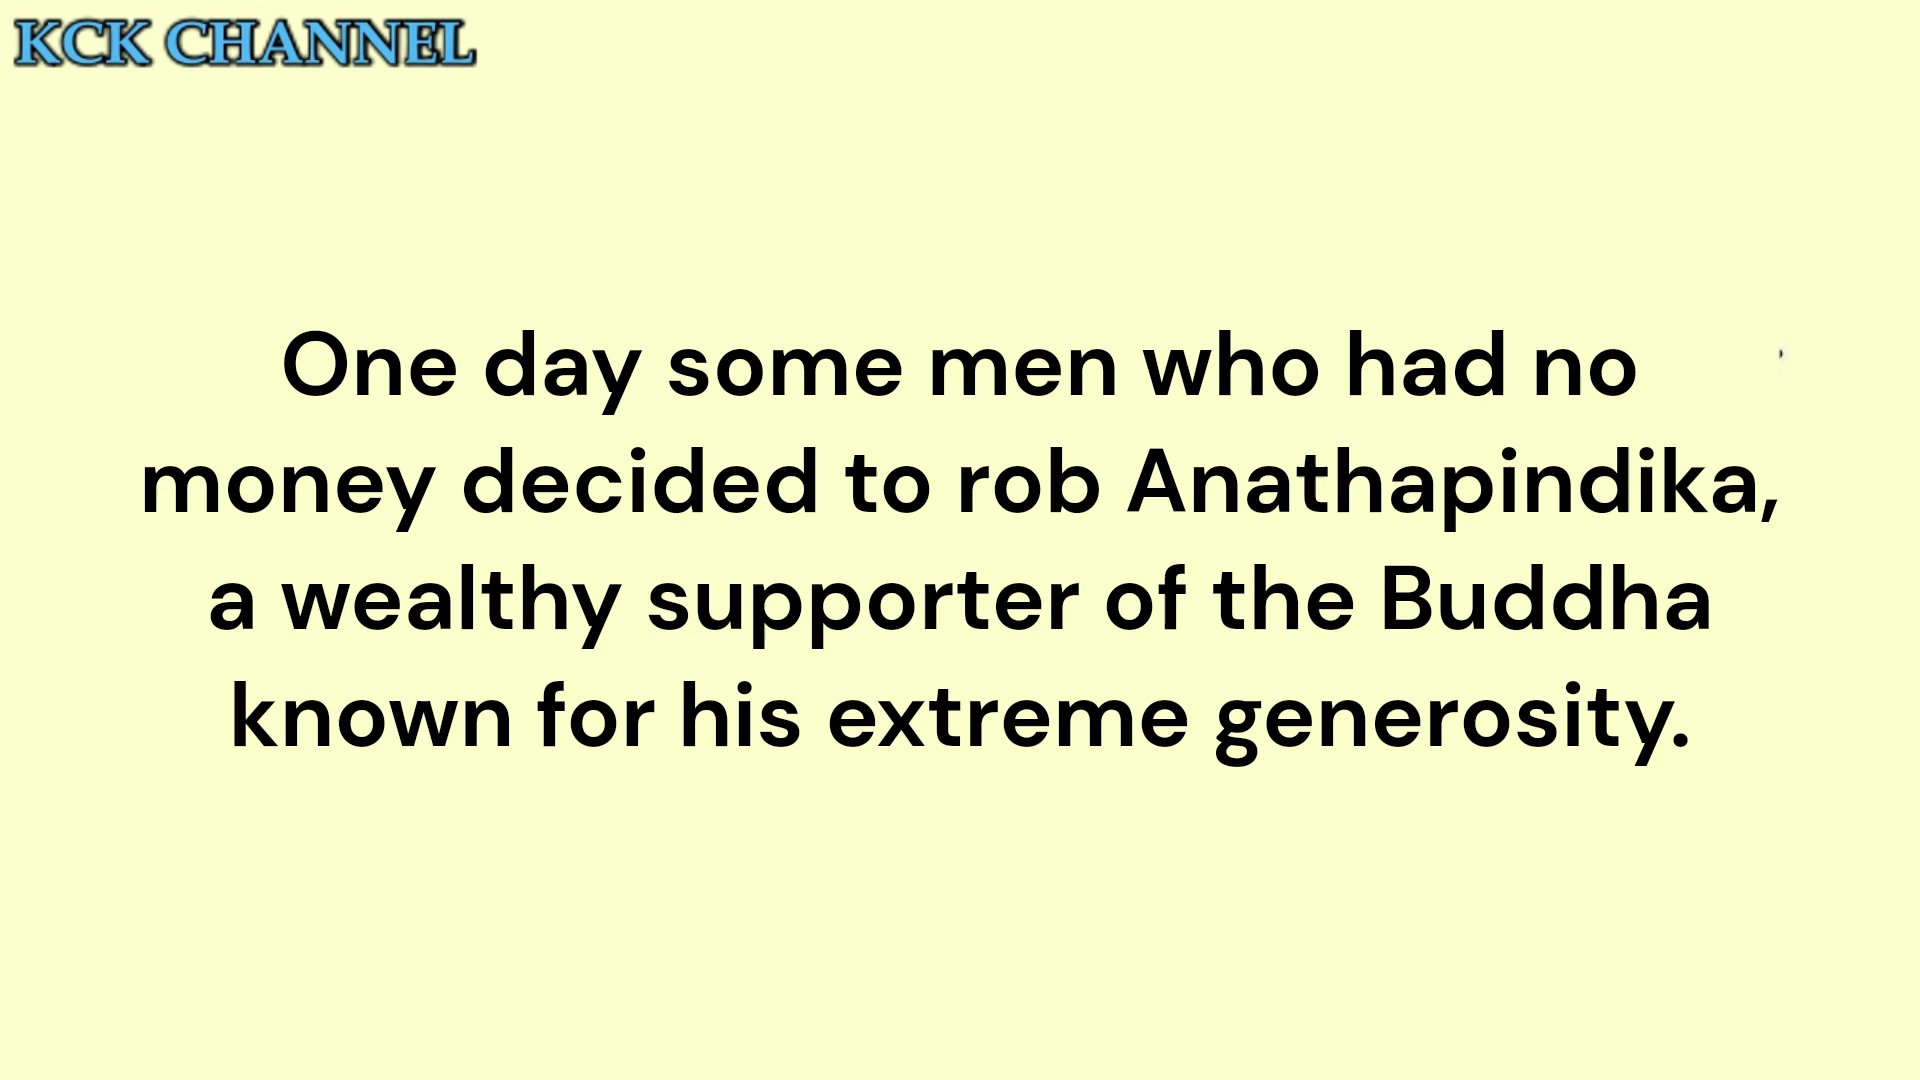 KCK CHANNEL
One day some men who had no
money decided to rob Anathapindika,
a wealthy supporter of the Buddha
known for his extreme generosity.